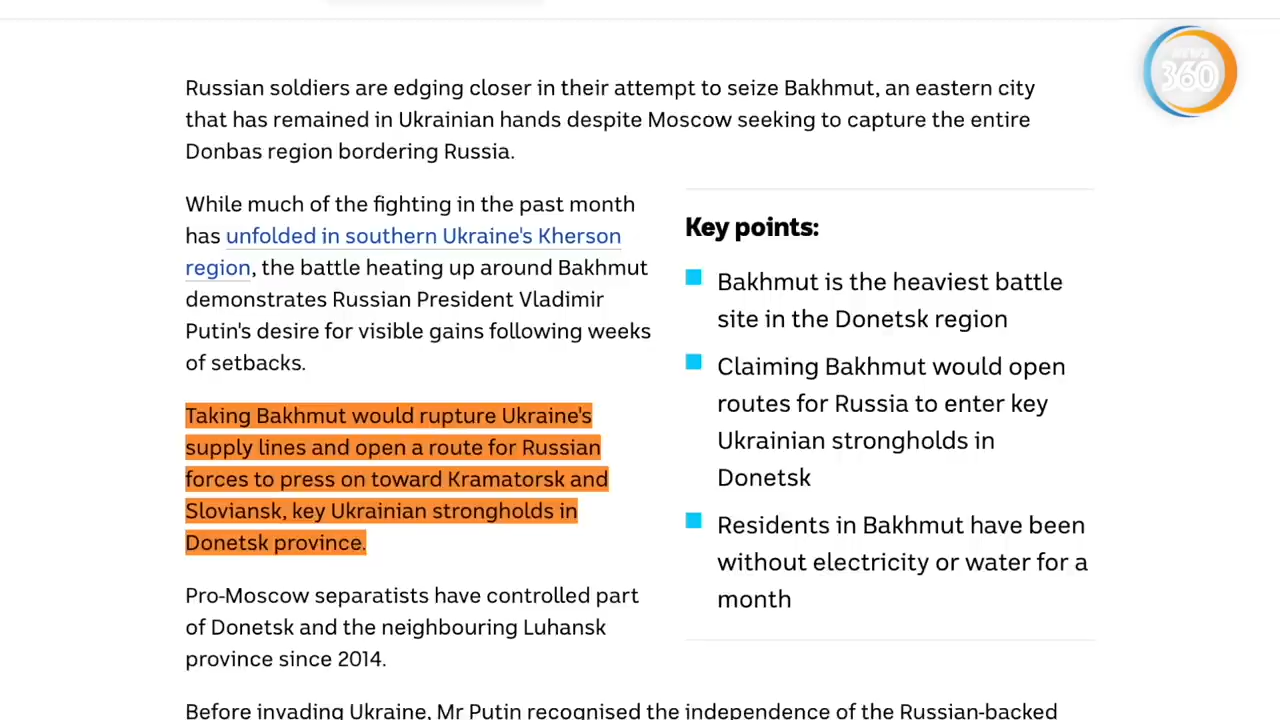 Russian soldiers are edging closer in their attempt to seize Bakhmut, an eastern city
that has remained in Ukrainian hands despite Moscow seeking to capture the entire
Donbas region bordering Russia.
While much of the fighting in the past month
has unfolded in southern Ukraine's Kherson
region, the battle heating up around Bakhmut
demonstrates Russian President Vladimir
Putin's desire for visible gains following weeks
of setbacks.
Taking Bakhmut would rupture Ukraine's
supply lines and open a route for Russian
forces to press on toward Kramatorsk and
Sloviansk, key Ukrainian strongholds in
Donetsk province.
Pro-Moscow separatists have controlled part
of Donetsk and the neighbouring Luhansk
province since 2014.
Before invading Ukraine, Mr Putin recognised the independence of the Russian-backed
Key points:
Bakhmut is the heaviest battle
site in the Donetsk region
Claiming Bakhmut would open
routes for Russia to enter key
Ukrainian strongholds in
Donetsk
Residents in Bakhmut have been
without electricity or water for a
month
NEWS
360